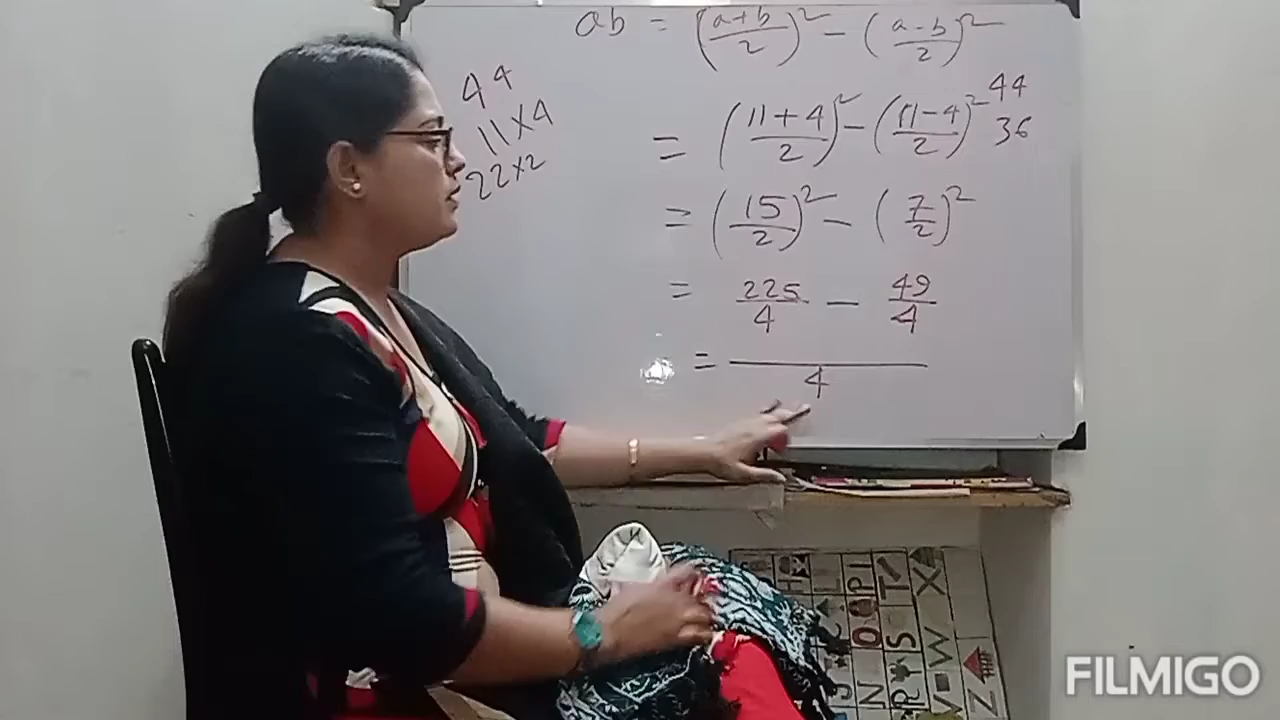 ab = (a+b/2)² - (a-b/2)²
44
11×4
22×2
= (11+4/2)² - (11-4/2)²
44
36
= (15/2)² - (7/2)²
= 225/4 - 49/4
= /4
H
L
P I
T
X
N O
R S
V W
Z
FILMIGO